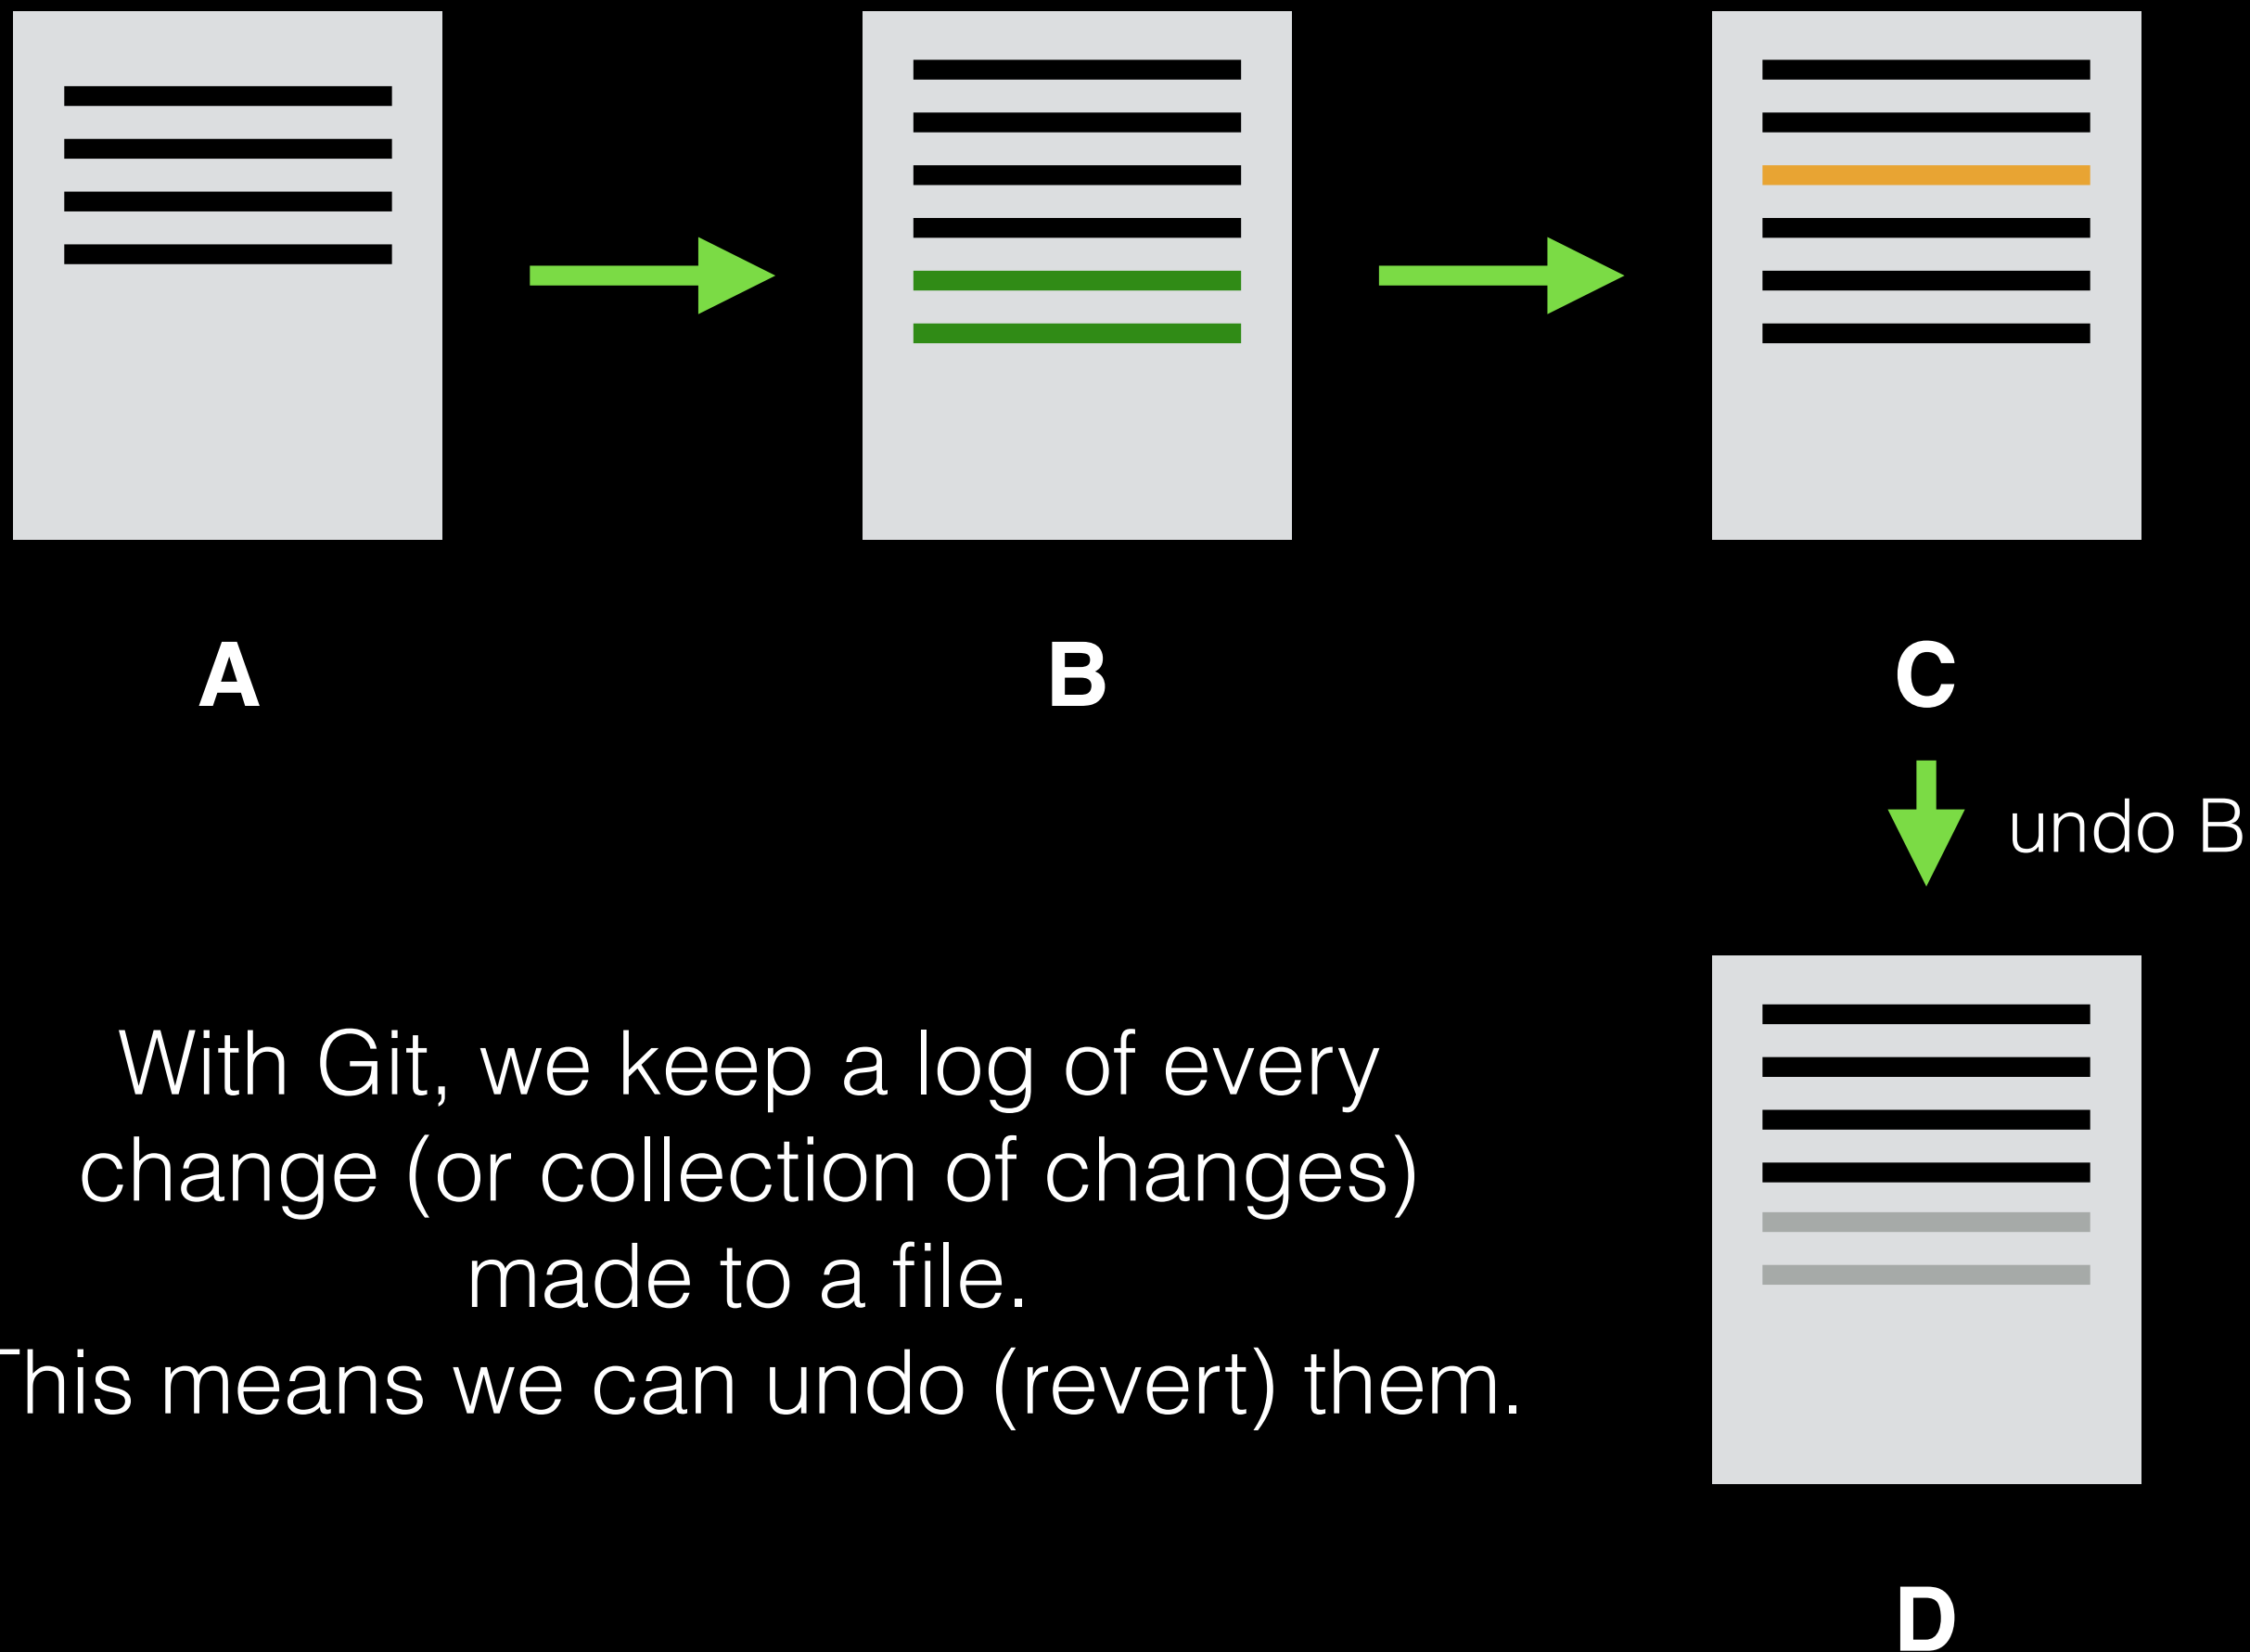 A
B
C
undo B
With Git, we keep a log of every
change (or collection of changes)
made to a file.
This means we can undo (revert) them.
D